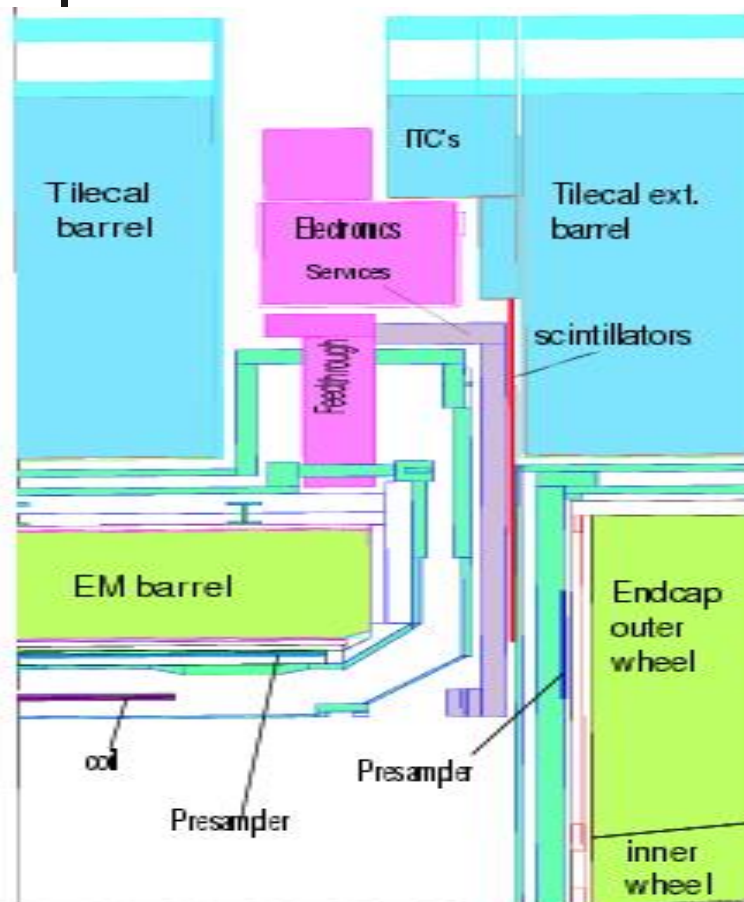 ITC's
Tilecal
barrel
Tilecal ext.
barrel
Electronics
Services
scintillators
Feedthrough
EM barrel
Endcap
outer
wheel
coil
Presampler
Presampler
inner
wheel